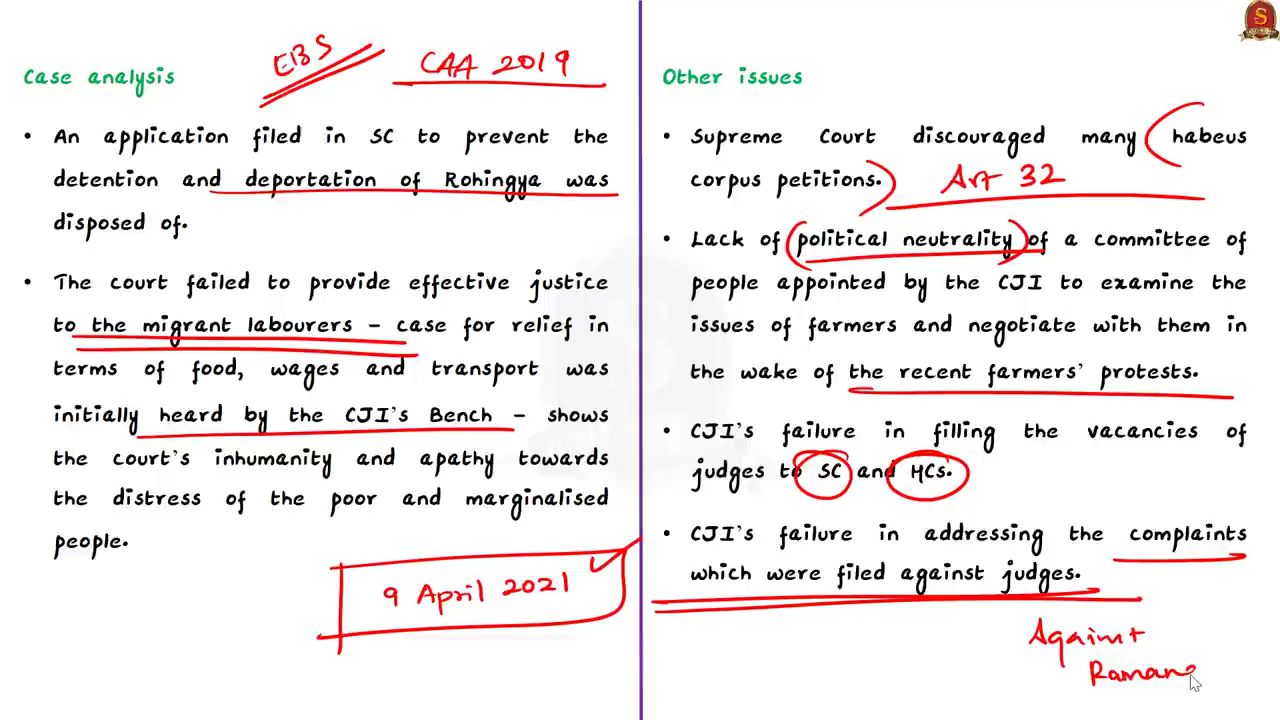 EBS
CAA 2019
Case analysis
• An application filed in SC to prevent the
detention and deportation of Rohingya was
disposed of.
• The court failed to provide effective justice
to the migrant labourers – case for relief in
terms of food, wages and transport was
initially heard by the CJI's Bench – shows
the court's inhumanity and apathy towards
the distress of the poor and marginalised
people.
9 April 2021
Other issues
• Supreme Court discouraged many habeus
corpus petitions.
Art 32
• Lack of political neutrality of a committee of
people appointed by the CJI to examine the
issues of farmers and negotiate with them in
the wake of the recent farmers' protests.
• CJI's failure in filling the vacancies of
judges to SC and HCs.
• CJI's failure in addressing the complaints
which were filed against judges.
Against
Ramana
S